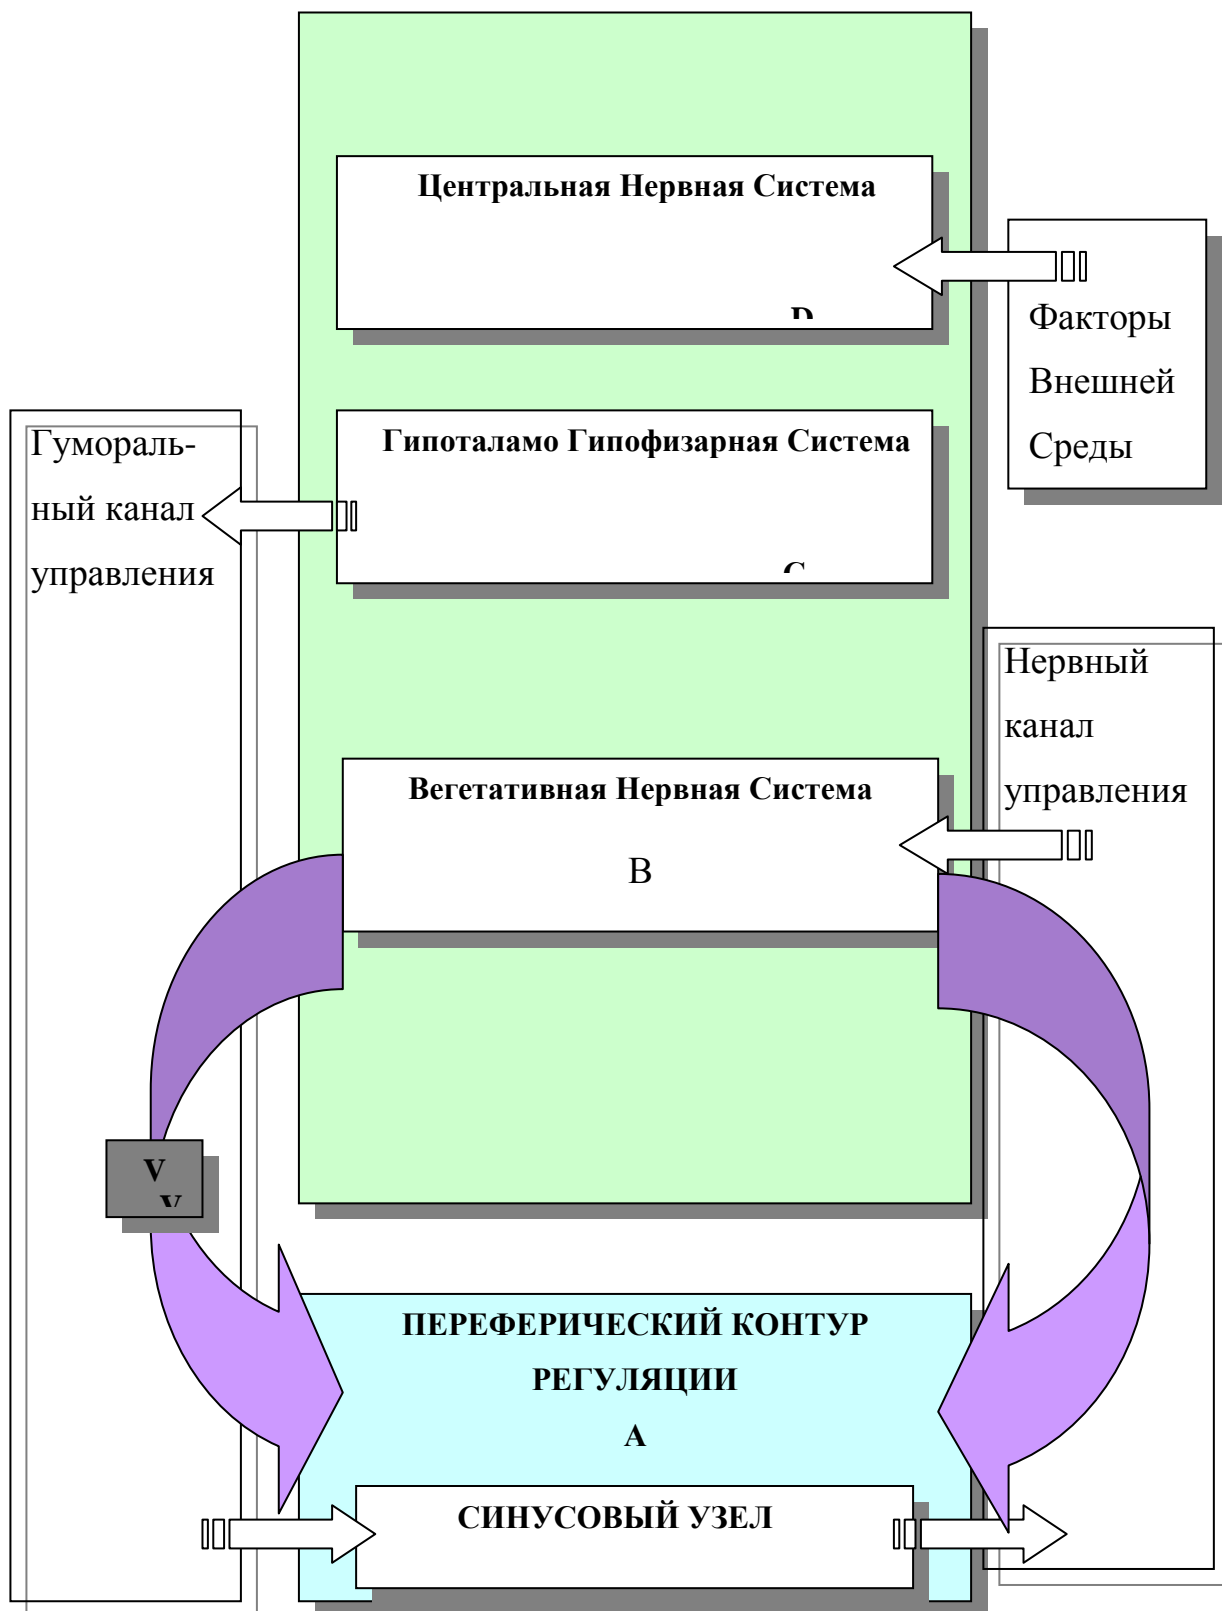 Центральная Нервная Система
D
Факторы
Внешней
Среды
Гумораль-
ный канал
управления
Гипоталамо Гипофизарная Система
С
Нервный
канал
управления
Вегетативная Нервная Система
В
V
ПЕРЕФЕРИЧЕСКИЙ КОНТУР
РЕГУЛЯЦИИ
А
СИНУСОВЫЙ УЗЕЛ